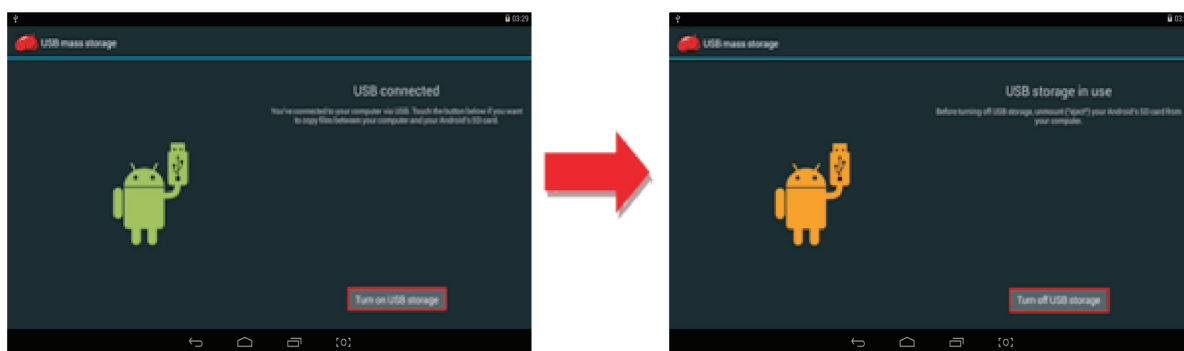 03:29
USB mass storage
USB connected
You've connected to your computer via USB. Touch the button below if you want
to copy files between your computer and your Android's SD card.
Turn on USB storage
03:
USB mass storage
USB storage in use
Before turning off USB storage, unmount ("eject") your Android's SD card from
your computer.
Turn off USB storage